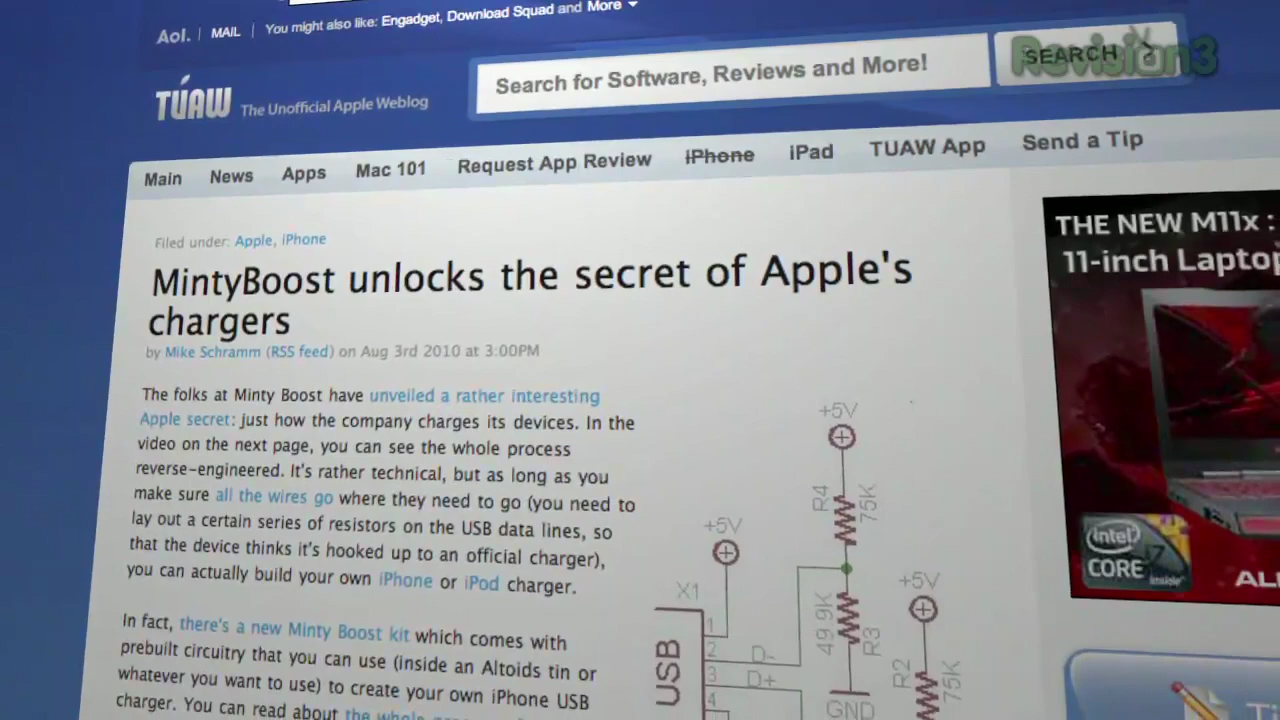 Aol. MAIL You might also like: Engadget, Download Squad and More
Revision3
SEARCH
Search for Software, Reviews and More!
TUAW The Unofficial Apple Weblog
Main News Apps Mac 101 Request App Review iPhone iPad TUAW App Send a Tip
Filed under: Apple, iPhone
MintyBoost unlocks the secret of Apple's
chargers
by Mike Schramm (RSS feed) on Aug 3rd 2010 at 3:00PM
The folks at Minty Boost have unveiled a rather interesting
Apple secret: just how the company charges its devices. In the
video on the next page, you can see the whole process
reverse-engineered. It's rather technical, but as long as you
make sure all the wires go where they need to go (you need to
lay out a certain series of resistors on the USB data lines, so
that the device thinks it's hooked up to an official charger),
you can actually build your own iPhone or iPod charger.
In fact, there's a new Minty Boost kit which comes with
prebuilt circuitry that you can use (inside an Altoids tin or
whatever you want to use) to create your own iPhone USB
charger. You can read about the whole
+5V
R4
75K
+5V
X1
1
2
3
4
USB
D-
D+
49.9K
R3
GND
+5V
R2
75K
THE NEW M11x :
11-inch Laptop
intel
CORE i7
inside